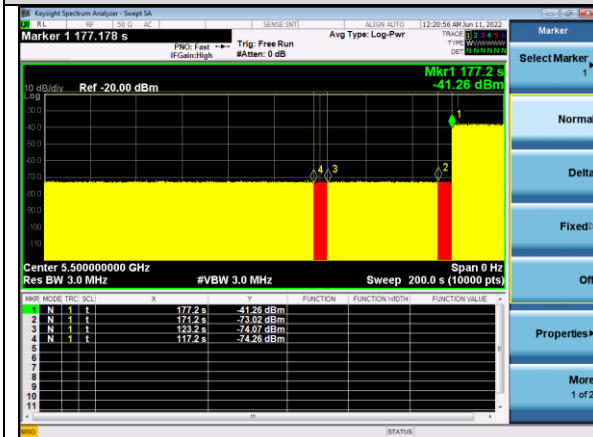 Keysight Spectrum Analyzer - Swept SA
RL RF 50 Ω AC SENSE:INT ALIGN AUTO 12:20:56 AM Jun 11, 2022
Marker 1 177.178 s
PNO: Fast
IFGain:High
Trig: Free Run
#Atten: 0 dB
Avg Type: Log-Pwr
TRACE 1 2 3 4 5 6
TYPE WWWWWW
DET N N N N N N
Mkr1 177.2 s
-41.26 dBm
10 dB/div Ref -20.00 dBm
Log
-30.0
-40.0
-50.0
-60.0
-70.0
-80.0
-90.0
-100
-110
1
4 3 2
Center 5.500000000 GHz Span 0 Hz
Res BW 3.0 MHz #VBW 3.0 MHz Sweep 200.0 s (10000 pts)
MKR MODE TRC SCL X Y FUNCTION FUNCTION WIDTH FUNCTION VALUE
1 N 1 t 177.2 s -41.26 dBm
2 N 1 t 171.2 s -73.02 dBm
3 N 1 t 123.2 s -74.07 dBm
4 N 1 t 117.2 s -74.26 dBm
5
6
7
8
9
10
11
MSG STATUS
Marker
Select Marker
1
Normal
Delta
Fixed
Off
Properties
More
1 of 2